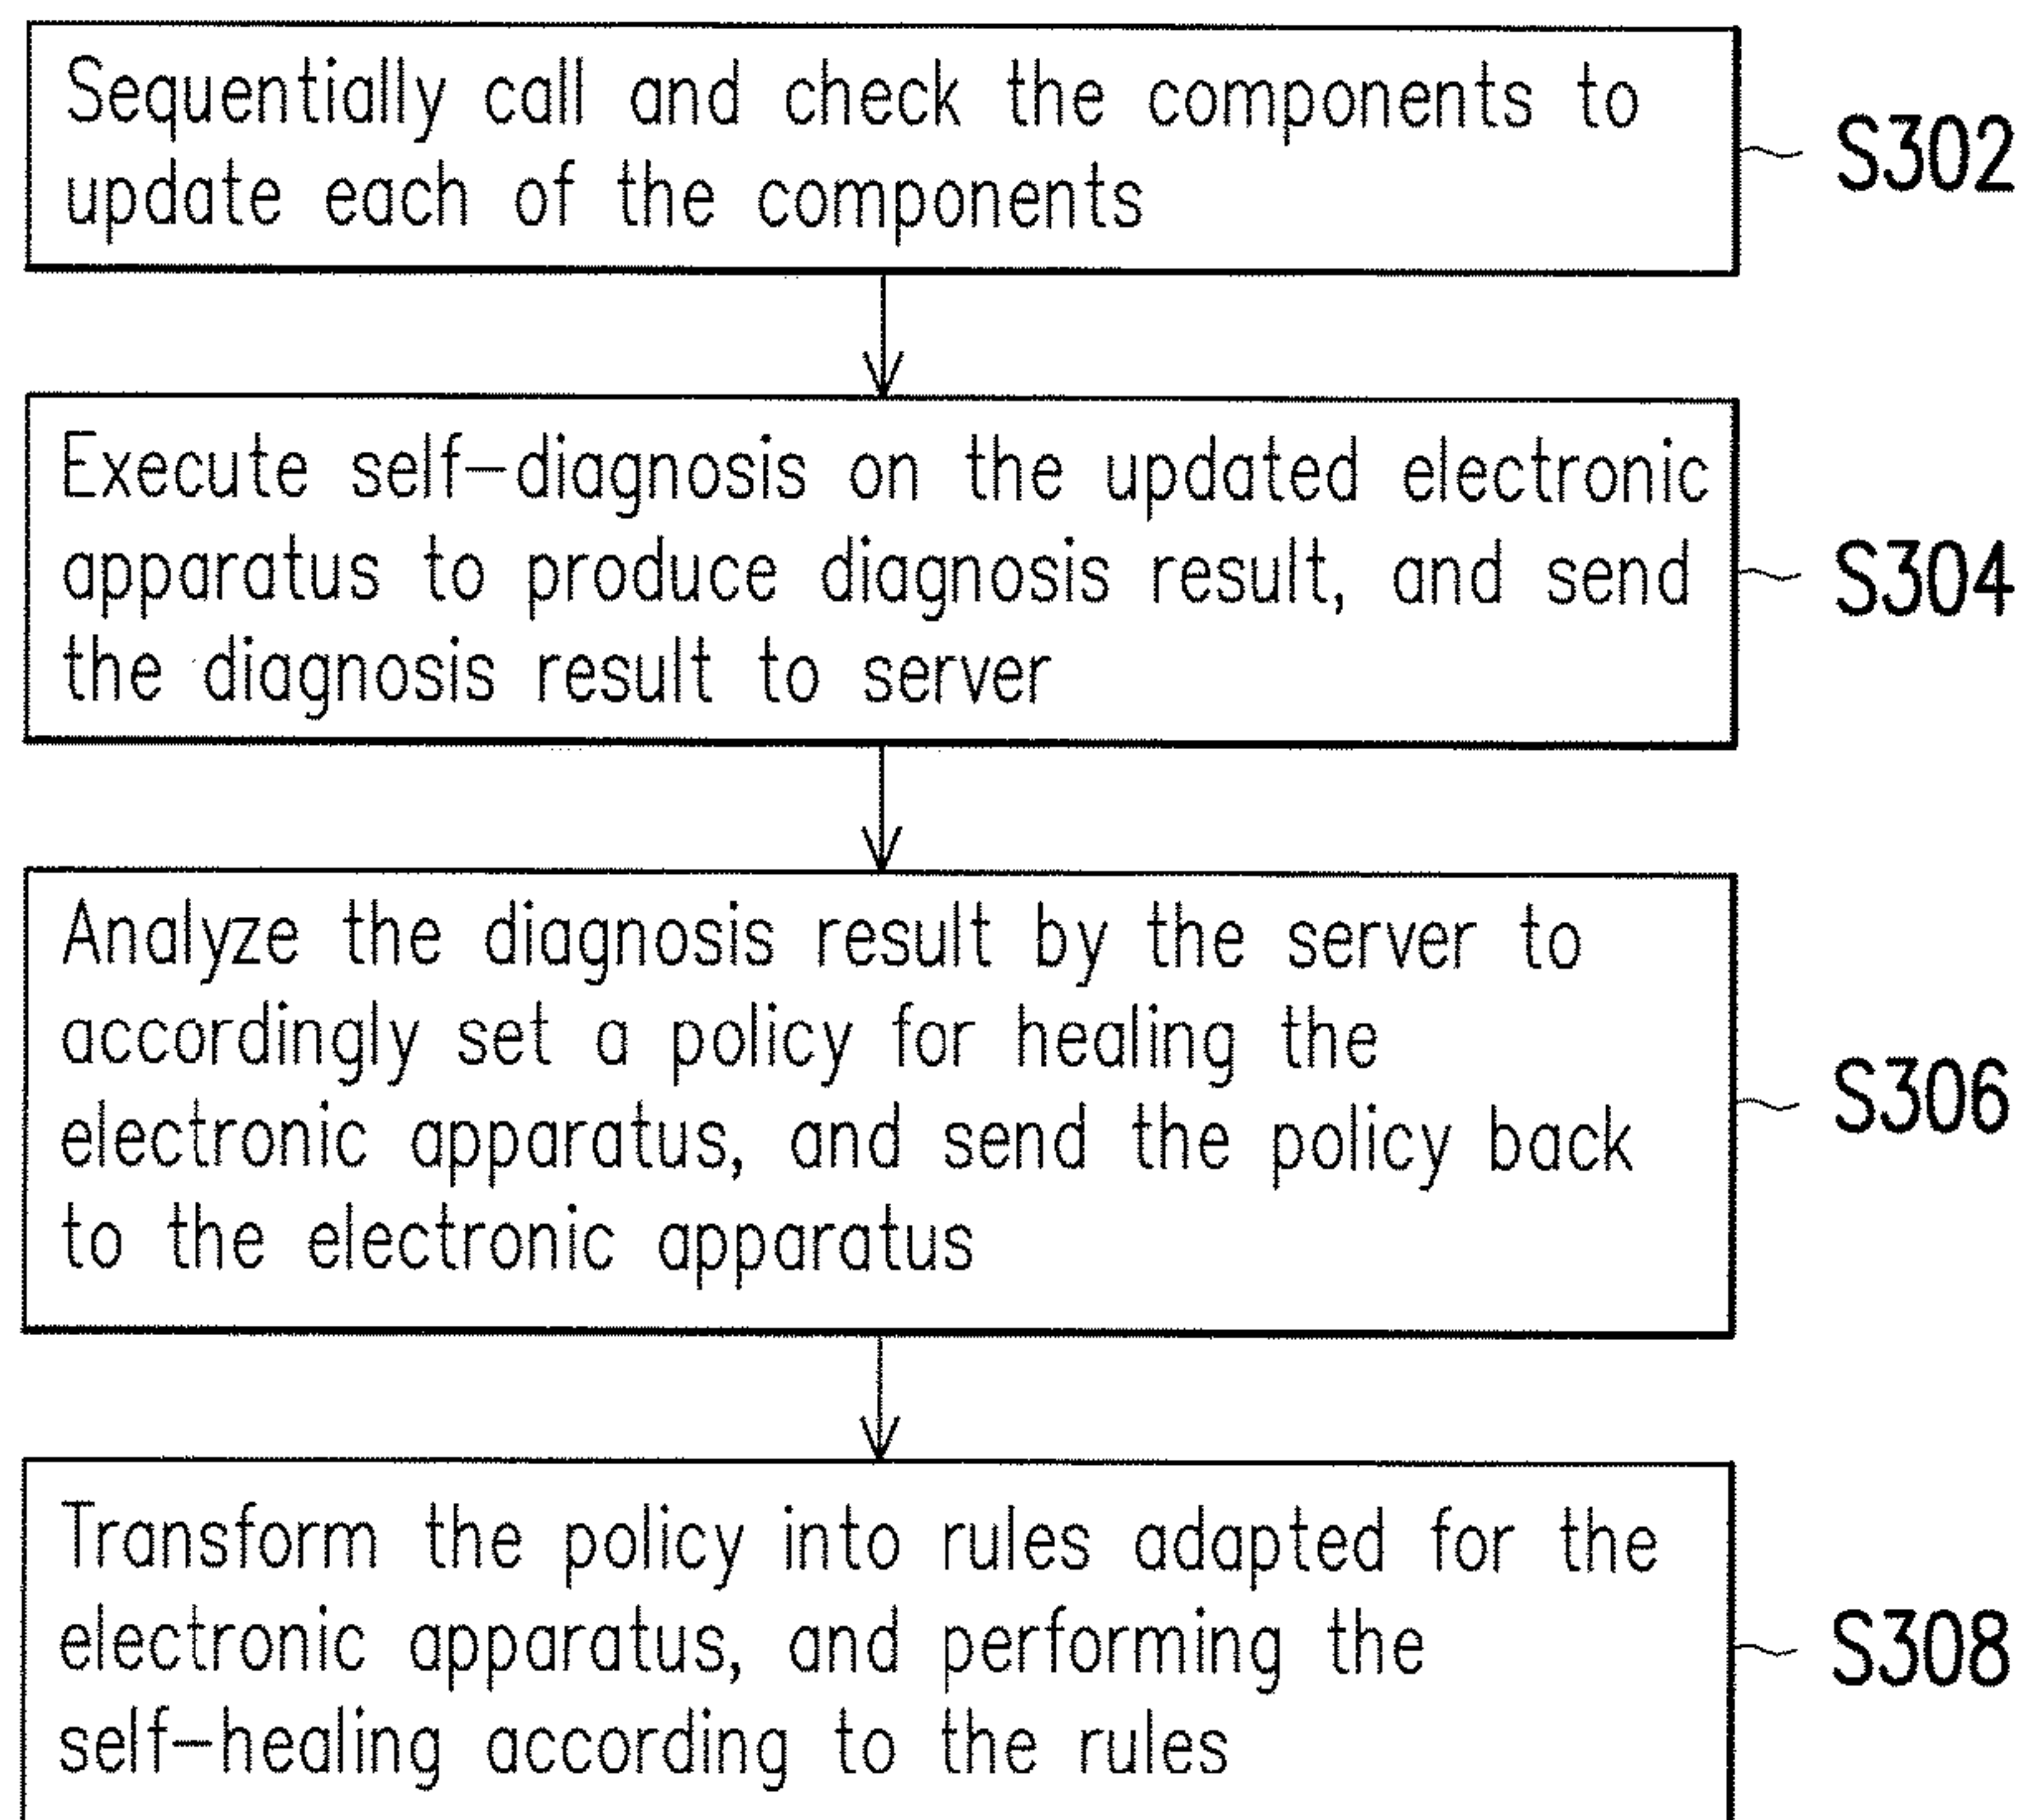 Sequentially call and check the components to
update each of the components
S302
Execute self-diagnosis on the updated electronic
apparatus to produce diagnosis result, and send
the diagnosis result to server
S304
Analyze the diagnosis result by the server to
accordingly set a policy for healing the
electronic apparatus, and send the policy back
to the electronic apparatus
S306
Transform the policy into rules adapted for the
electronic apparatus, and performing the
self-healing according to the rules
S308